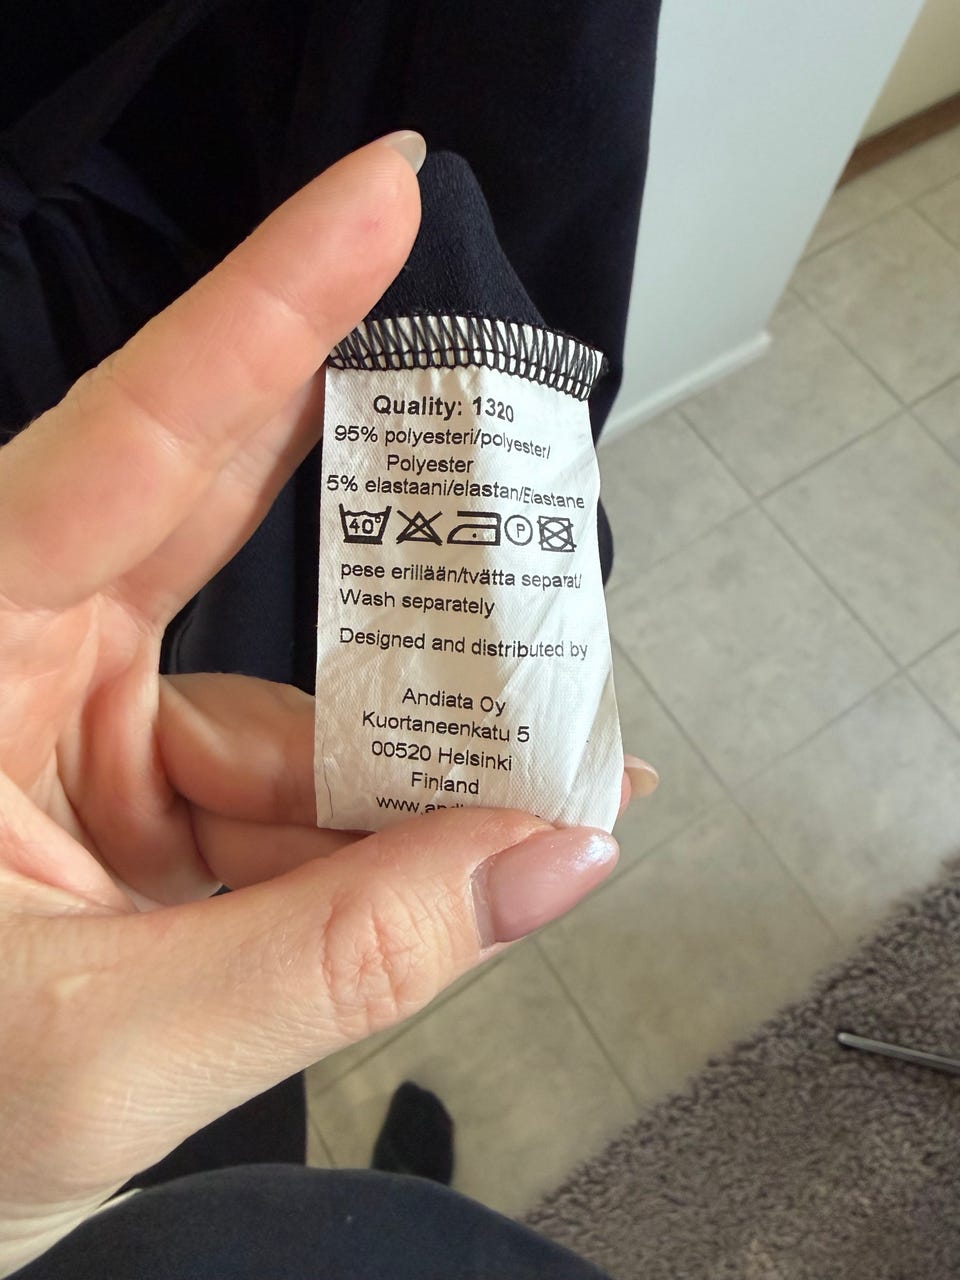 Quality: 1320
95% polyesteri/polyester/
Polyester
5% elastaani/elastan/Elastane
40°
P
pese erillään/tvätta separat/
Wash separately
Designed and distributed by
Andiata Oy
Kuortaneenkatu 5
00520 Helsinki
Finland